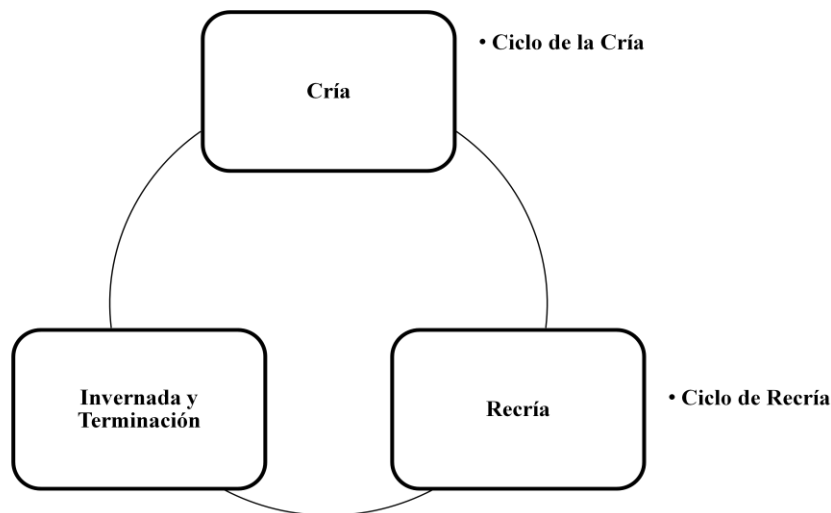 • Ciclo de la Cría
Cría
Invernada y
Terminación
Recría
• Ciclo de Recría